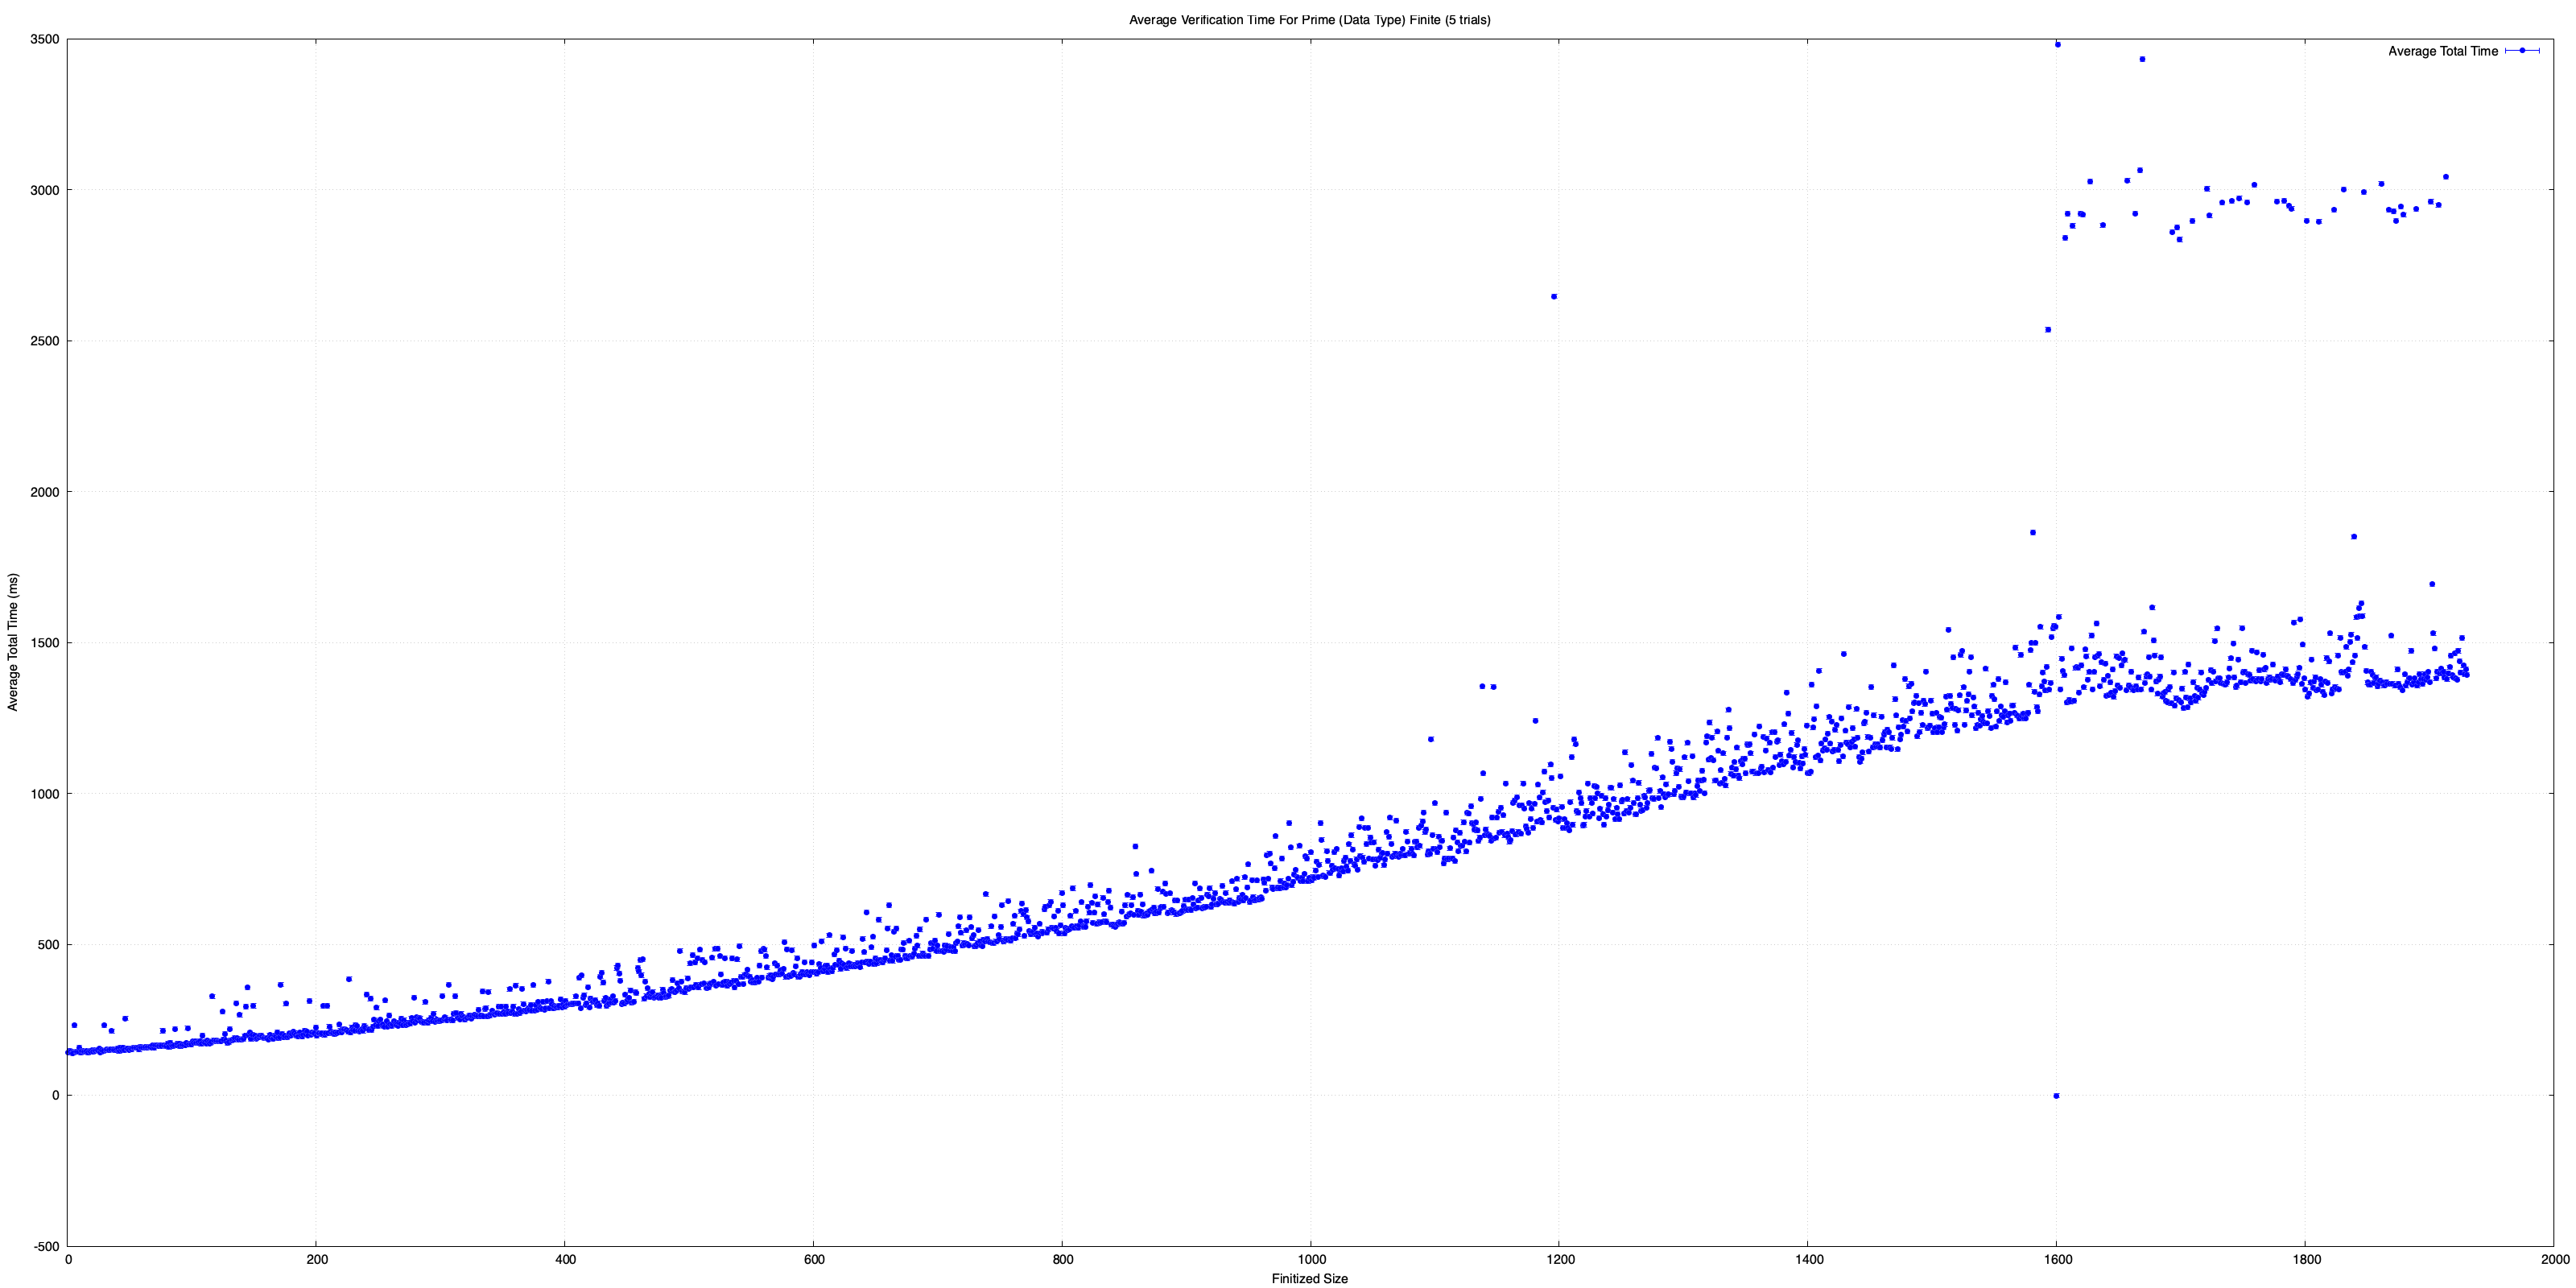 Average Verification Time For Prime (Data Type) Finite (5 trials)
Average Total Time
3500
3000
2500
2000
1500
1000
500
0
-500
Average Total Time (ms)
0 200 400 600 800 1000 1200 1400 1600 1800 2000
Finitized Size